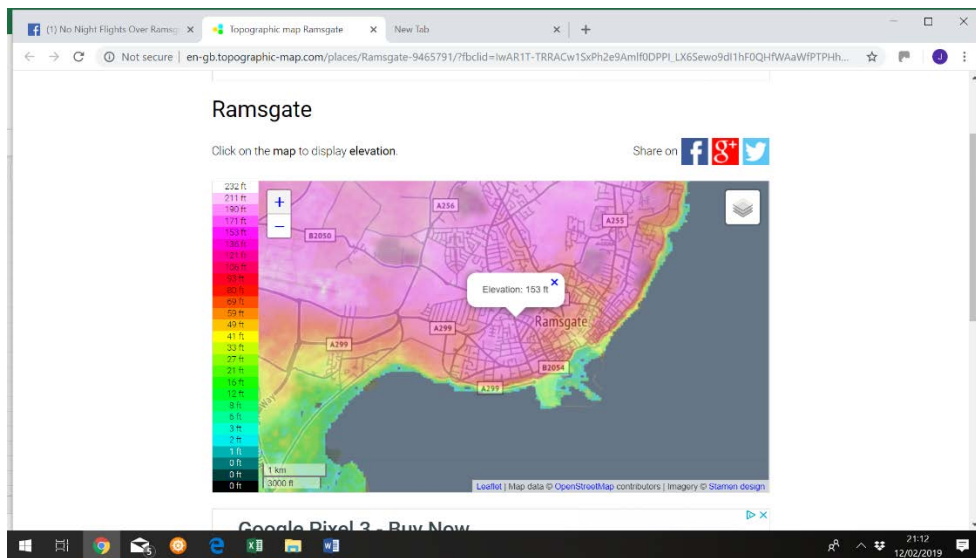 (1) No Night Flights Over Ramsg
Topographic map Ramsgate
New Tab
Not secure | en-gb.topographic-map.com/places/Ramsgate-9465791/?fbclid=
J
Ramsgate
Click on the map to display elevation.
Share on
232 ft
211 ft
190 ft
171 ft
153 ft
136 ft
121 ft
106 ft
93 ft
80 ft
69 ft
59 ft
49 ft
41 ft
33 ft
27 ft
21 ft
16 ft
12 ft
8 ft
6 ft
3 ft
2 ft
1 ft
0 ft
0 ft
0 ft
+
−
A256
B2050
A255
Elevation: 153 ft
Ramsgate
A299
A299
B2054
A299
Way
1 km
3000 ft
Leaflet | Map data © OpenStreetMap contributors | Imagery © Stamen design
Google Pixel 3 - Buy Now
21:12
12/02/2019